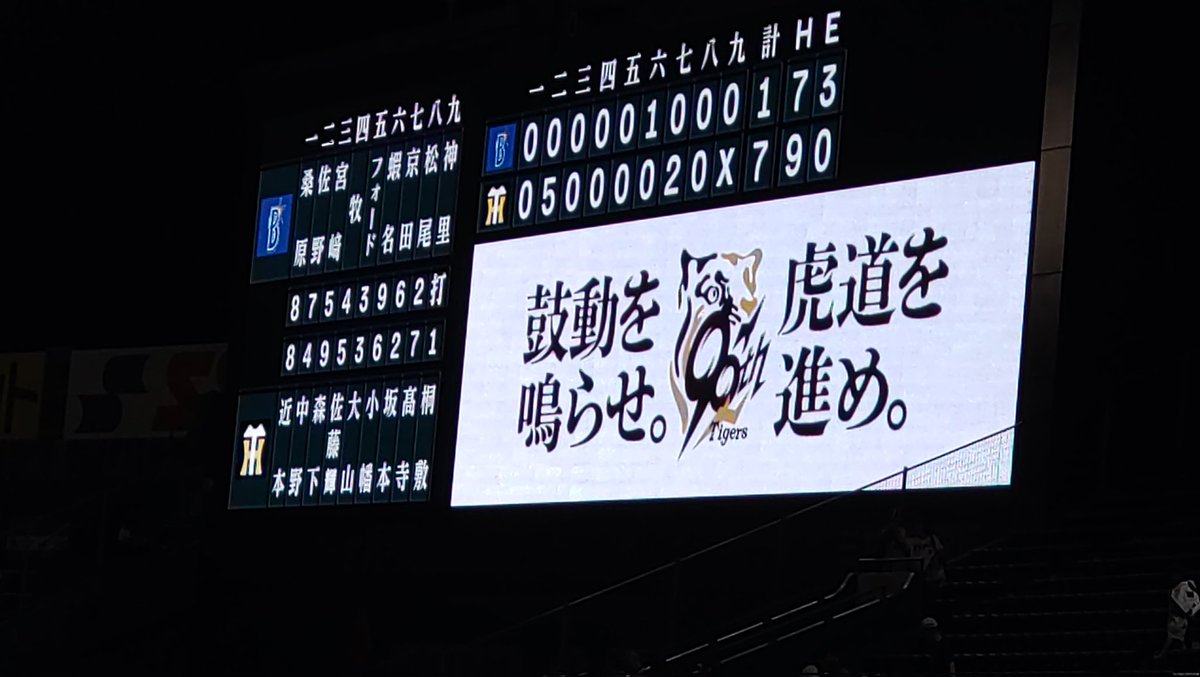 一二三四五六七八九計HE
000001000173
05000020X790
一二三四五六七八九
桑原
佐野
宮﨑
牧
フォード
蝦名
京田
松尾
神里
87543962打
849536271
近本
中野
森下
佐藤輝
大山
小幡
坂本
髙寺
桐敷
鼓動を
鳴らせ。
90th
Tigers
虎道を
進め。